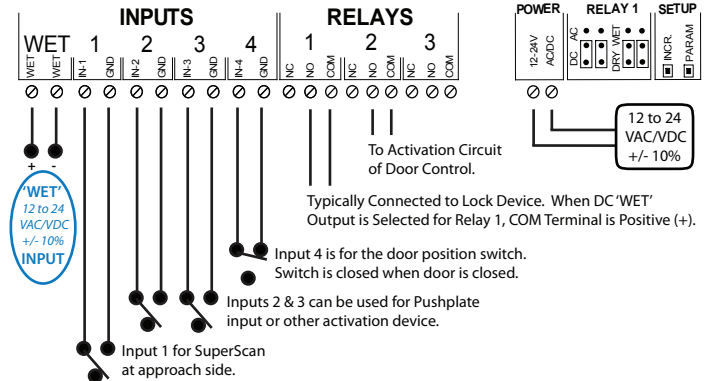 INPUTS
RELAYS
POWER
RELAY 1
SETUP
WET 1 2 3 4
1 2 3
WET WET IN-1 GND IN-2 GND IN-3 GND IN-4 GND
NC NO COM NC NO COM NC NO COM
12-24V
AC/DC
DC AC
DRY WET
INCR.
PARAM
+ -
'WET'
12 to 24
VAC/VDC
+/- 10%
INPUT
12 to 24
VAC/VDC
+/- 10%
To Activation Circuit
of Door Control.
Typically Connected to Lock Device. When DC 'WET'
Output is Selected for Relay 1, COM Terminal is Positive (+).
Input 4 is for the door position switch.
Switch is closed when door is closed.
Inputs 2 & 3 can be used for Pushplate
input or other activation device.
Input 1 for SuperScan
at approach side.